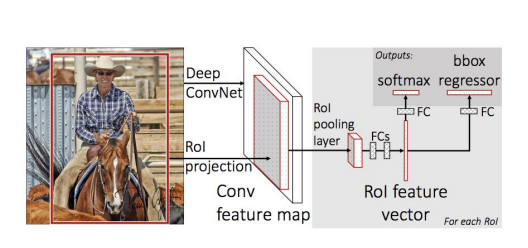 Deep
ConvNet
RoI
projection
Conv
feature map
RoI
pooling
layer
FCs
RoI feature
vector
Outputs:
softmax
bbox
regressor
FC
FC
For each RoI